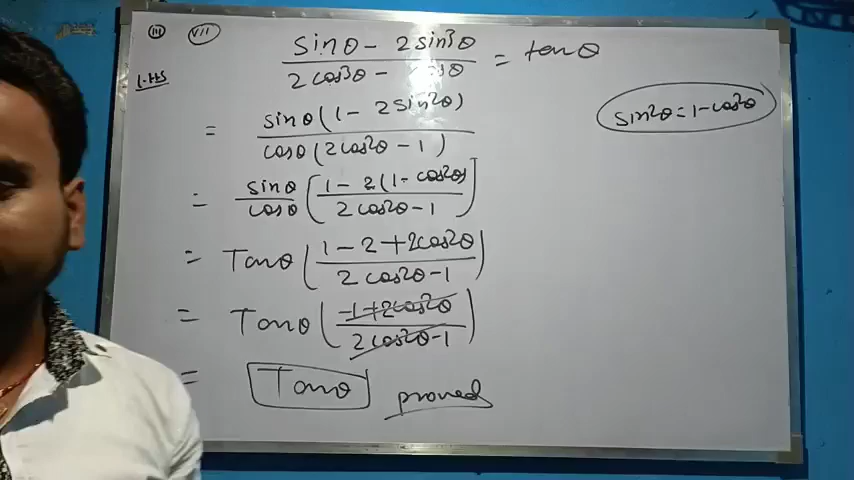 (iii) (vii) sinθ - 2sin³θ / 2cos³θ - cosθ = tanθ
L.H.S
= sinθ(1 - 2sin²θ) / cosθ(2cos²θ - 1)
sin²θ = 1 - cos²θ
= sinθ/cosθ [1 - 2(1 - cos²θ) / 2cos²θ - 1]
= Tanθ (1 - 2 + 2cos²θ / 2cos²θ - 1)
= Tanθ (-1 + 2cos²θ / 2cos²θ - 1)
= Tanθ proved